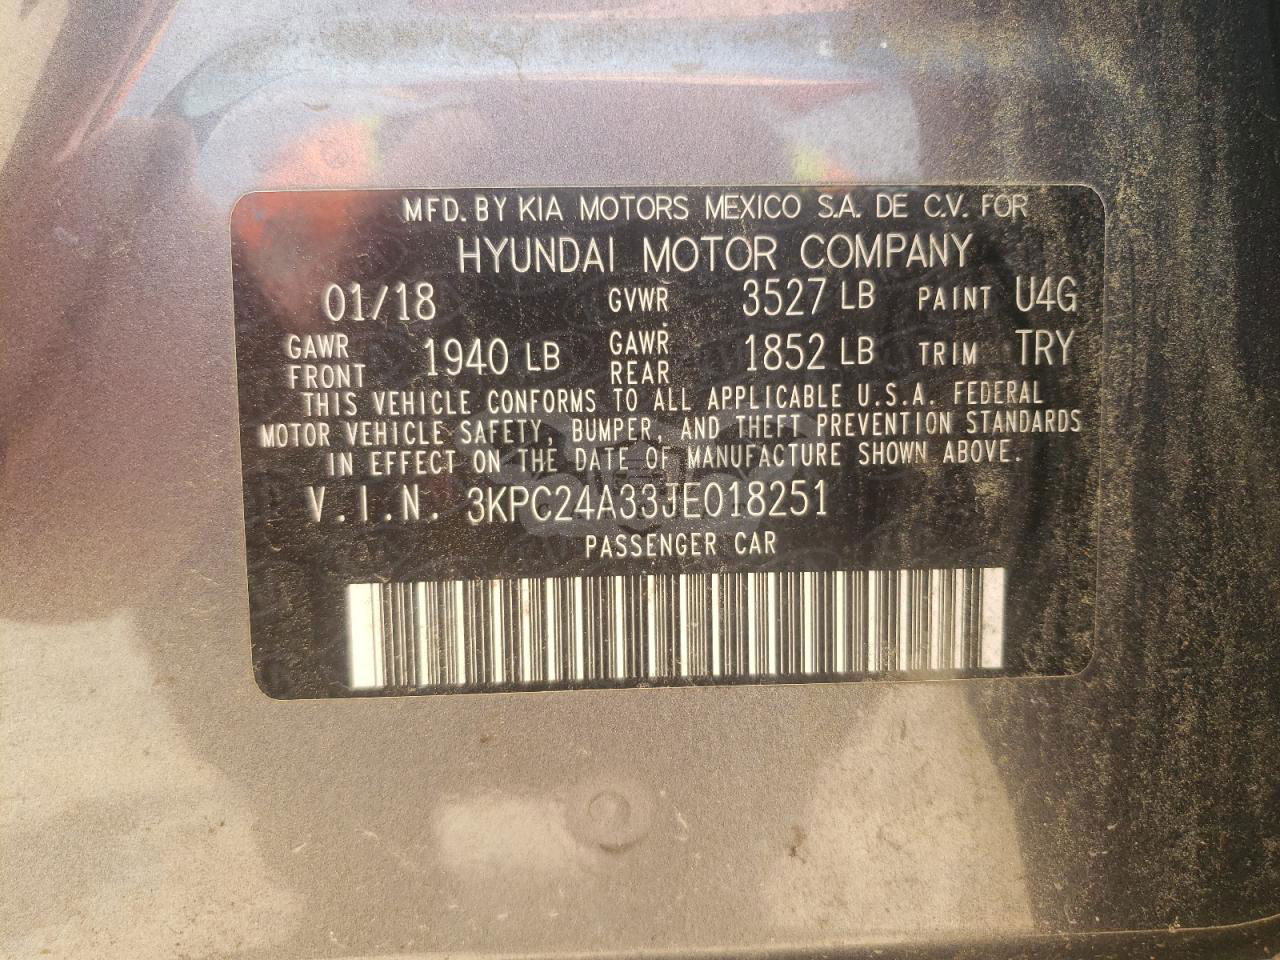 MFD. BY KIA MOTORS MEXICO S.A. DE C.V. FOR
HYUNDAI MOTOR COMPANY
01/18 GVWR 3527 LB PAINT U4G
GAWR FRONT 1940 LB GAWR REAR 1852 LB TRIM TRY
THIS VEHICLE CONFORMS TO ALL APPLICABLE U.S.A. FEDERAL
MOTOR VEHICLE SAFETY, BUMPER, AND THEFT PREVENTION STANDARDS
IN EFFECT ON THE DATE OF MANUFACTURE SHOWN ABOVE.
V.I.N. 3KPC24A33JE018251
PASSENGER CAR